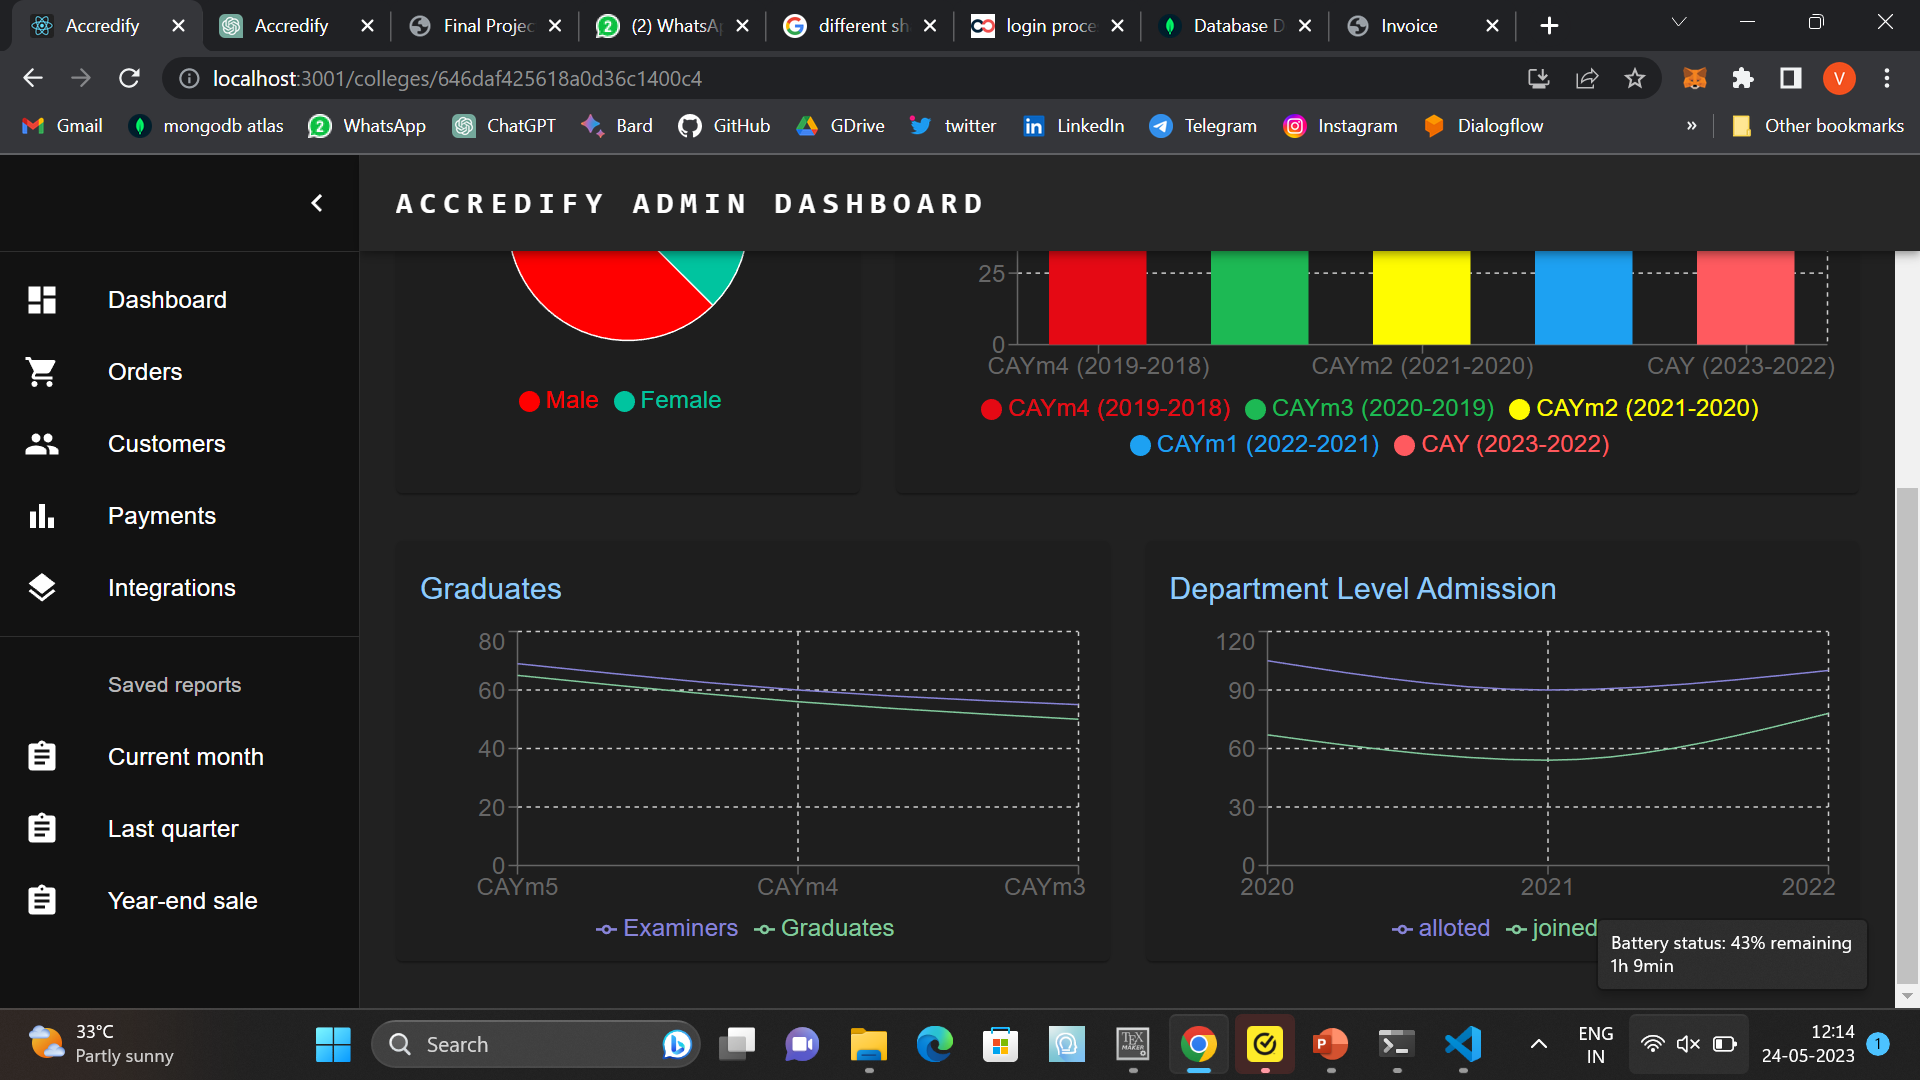 Accredify
Accredify
Final Projec
(2) WhatsA
different sh
login proce
Database D
Invoice
localhost:3001/colleges/646daf425618a0d36c1400c4
V
Gmail
mongodb atlas
WhatsApp
ChatGPT
Bard
GitHub
GDrive
twitter
LinkedIn
Telegram
Instagram
Dialogflow
»
Other bookmarks
ACCREDIFY ADMIN DASHBOARD
Dashboard
Orders
Customers
Payments
Integrations
Saved reports
Current month
Last quarter
Year-end sale
Male Female
25
0
CAYm4 (2019-2018) CAYm2 (2021-2020) CAY (2023-2022)
CAYm4 (2019-2018) CAYm3 (2020-2019) CAYm2 (2021-2020)
CAYm1 (2022-2021) CAY (2023-2022)
Graduates
80
60
40
20
0
CAYm5 CAYm4 CAYm3
Examiners Graduates
Department Level Admission
120
90
60
30
0
2020 2021 2022
alloted joined
Battery status: 43% remaining
1h 9min
33°C
Partly sunny
Search
ENG
IN
12:14
24-05-2023
1